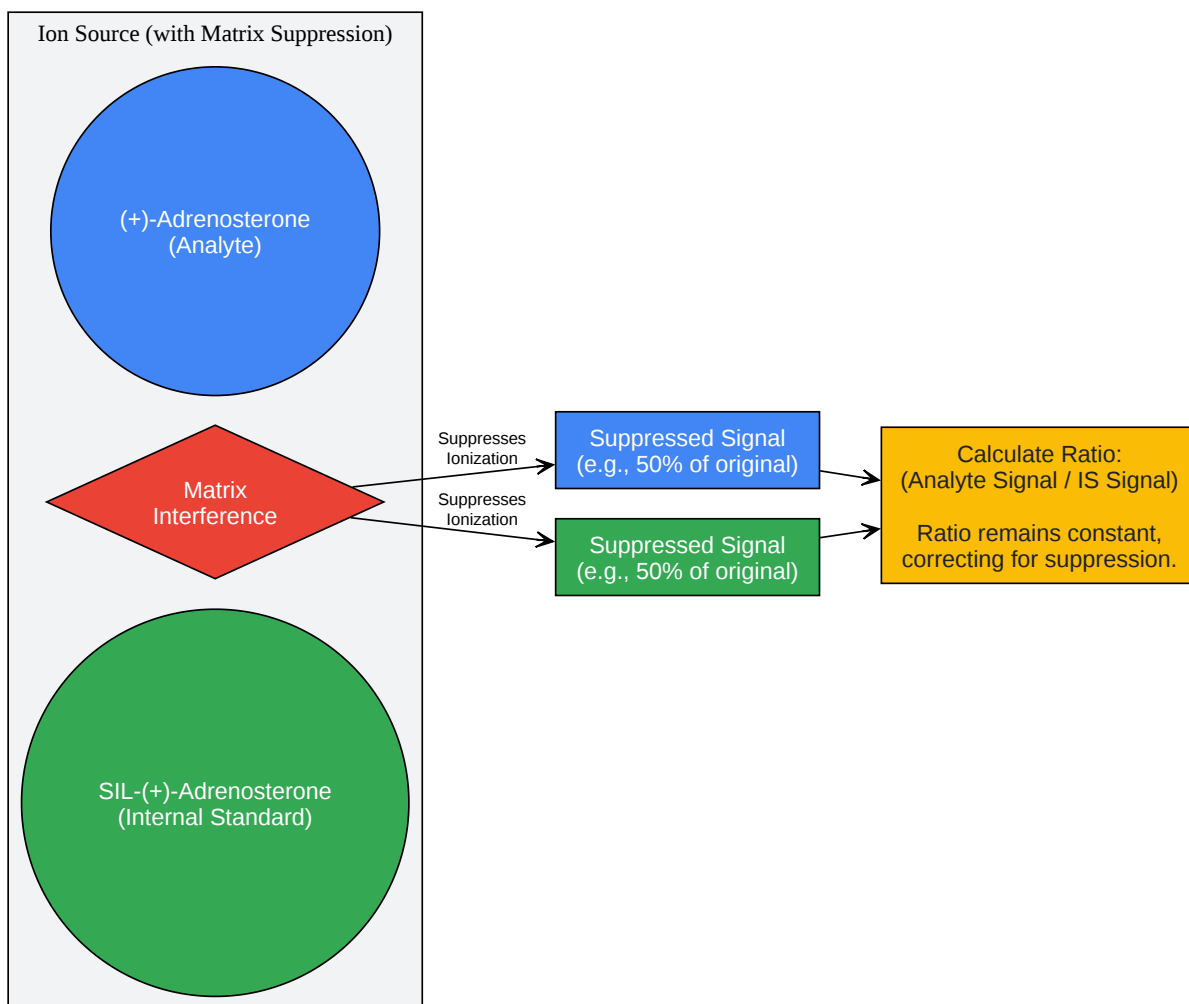 Ion Source (with Matrix Suppression)
(+)-Adrenosterone
(Analyte)
Matrix
Interference
SIL-(+)-Adrenosterone
(Internal Standard)
Suppresses
Ionization
Suppresses
Ionization
Suppressed Signal
(e.g., 50% of original)
Suppressed Signal
(e.g., 50% of original)
Calculate Ratio:
(Analyte Signal / IS Signal)
Ratio remains constant,
correcting for suppression.